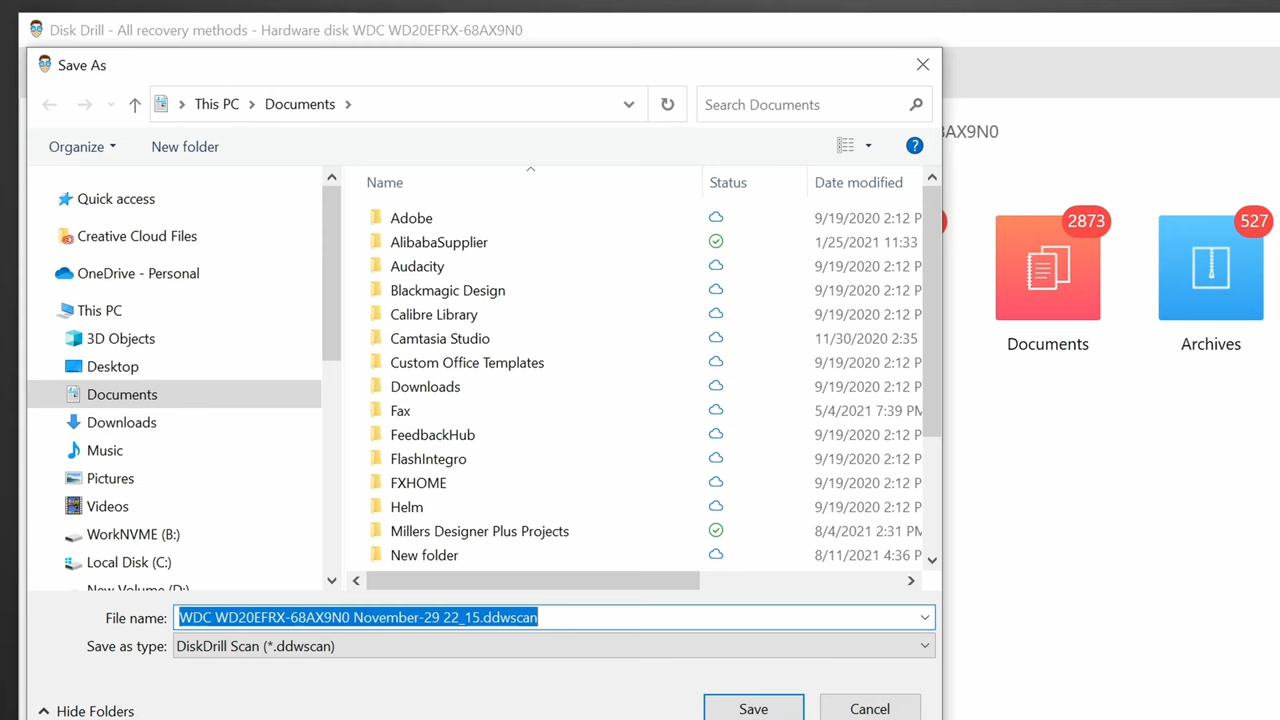 Disk Drill - All recovery methods - Hardware disk WDC WD20EFRX-68AX9N0
Save As
This PC
Documents
Search Documents
Organize
New folder
?
8AX9N0
Quick access
Creative Cloud Files
OneDrive - Personal
This PC
3D Objects
Desktop
Documents
Downloads
Music
Pictures
Videos
WorkNVME (B:)
Local Disk (C:)
New Volume (D:)
Name Status Date modified
Adobe 9/19/2020 2:12 P
AlibabaSupplier 1/25/2021 11:33
Audacity 9/19/2020 2:12 P
Blackmagic Design 9/19/2020 2:12 P
Calibre Library 9/19/2020 2:12 P
Camtasia Studio 11/30/2020 2:35
Custom Office Templates 9/19/2020 2:12 P
Downloads 9/19/2020 2:12 P
Fax 5/4/2021 7:39 PM
FeedbackHub 9/19/2020 2:12 P
FlashIntegro 9/19/2020 2:12 P
FXHOME 9/19/2020 2:12 P
Helm 9/19/2020 2:12 P
Millers Designer Plus Projects 8/4/2021 2:31 PM
New folder 8/11/2021 4:36 P
2873
Documents
527
Archives
File name: WDC WD20EFRX-68AX9N0 November-29 22_15.ddwscan
Save as type: DiskDrill Scan (*.ddwscan)
Hide Folders
Save
Cancel